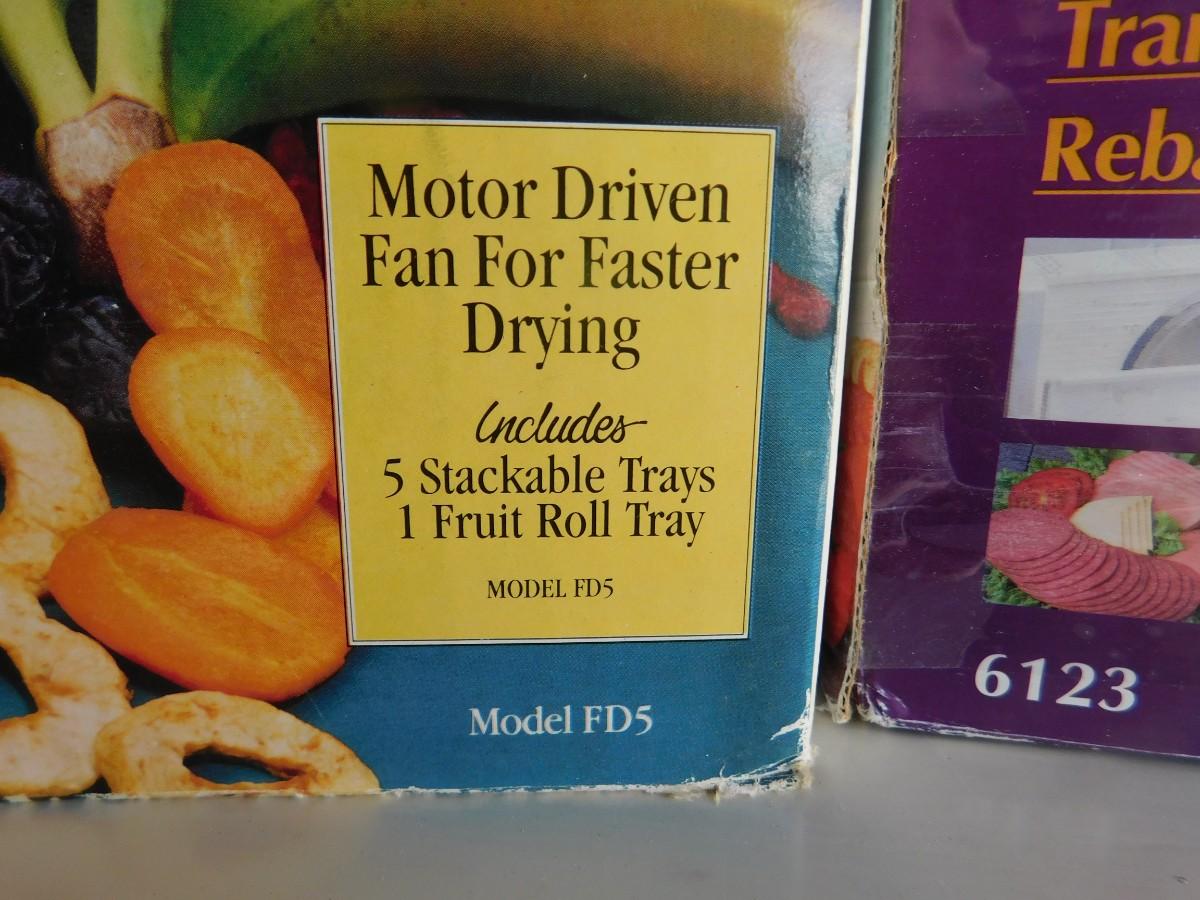 Motor Driven
Fan For Faster
Drying
Includes
5 Stackable Trays
1 Fruit Roll Tray
MODEL FD5
Model FD5
6123